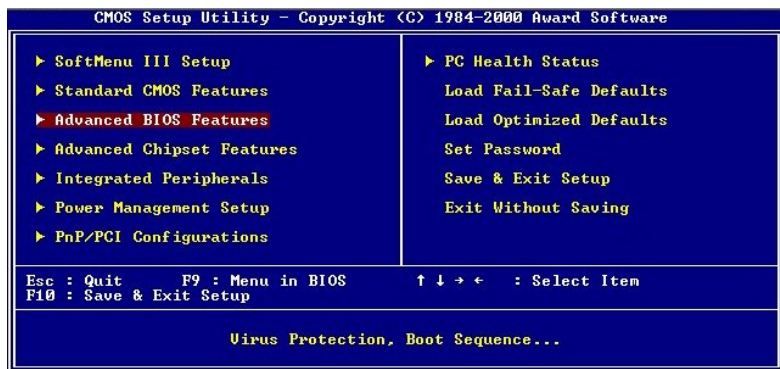 CMOS Setup Utility - Copyright (C) 1984-2000 Award Software
▶ SoftMenu III Setup
▶ Standard CMOS Features
▶ Advanced BIOS Features
▶ Advanced Chipset Features
▶ Integrated Peripherals
▶ Power Management Setup
▶ PnP/PCI Configurations
▶ PC Health Status
Load Fail-Safe Defaults
Load Optimized Defaults
Set Password
Save & Exit Setup
Exit Without Saving
Esc : Quit F9 : Menu in BIOS ↑ ↓ → ← : Select Item
F10 : Save & Exit Setup
Virus Protection, Boot Sequence...